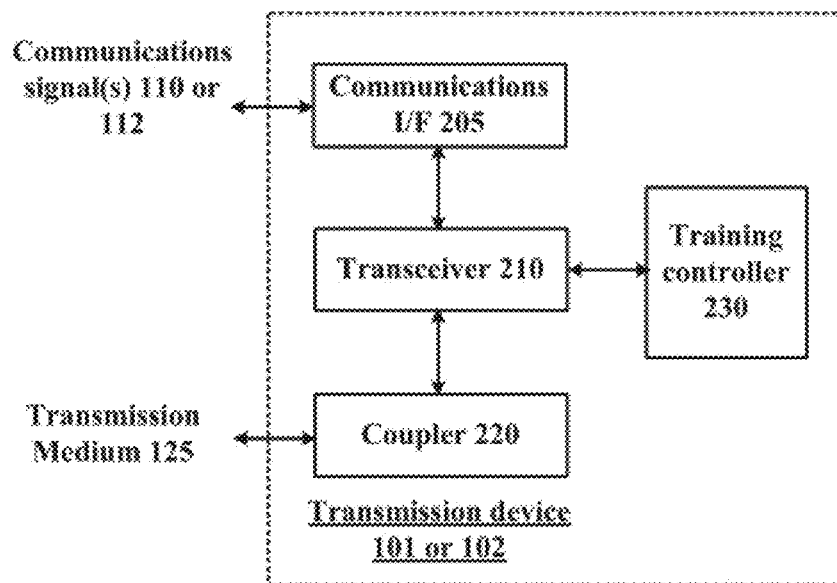 Communications
signal(s) 110 or
112
Communications
I/F 205
Transceiver 210
Training
controller
230
Transmission
Medium 125
Coupler 220
Transmission device
101 or 102